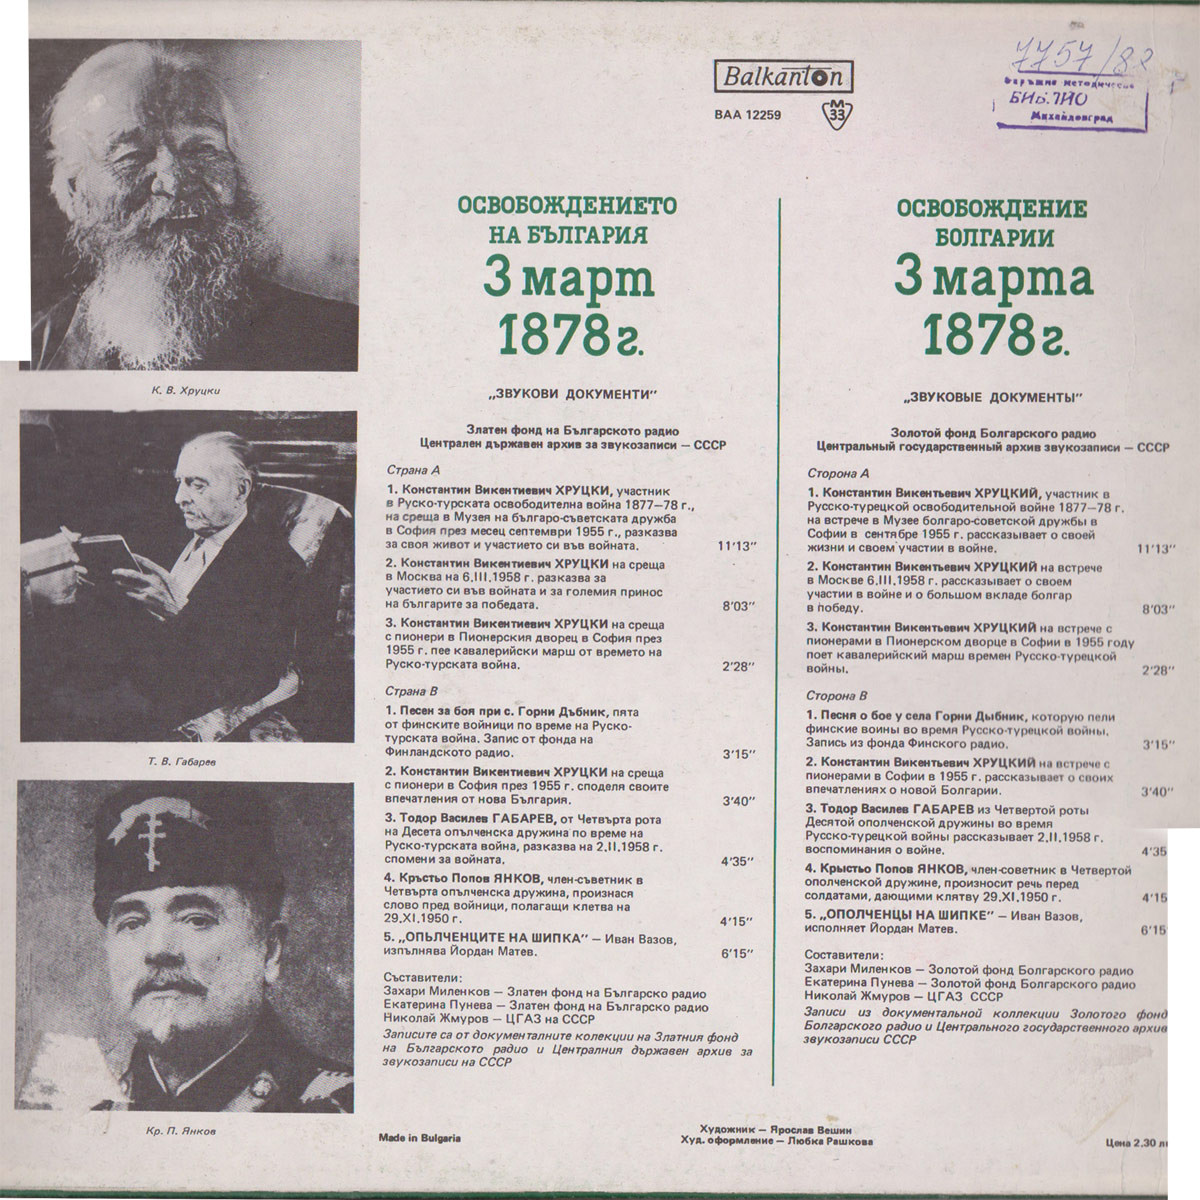 7757/82
Balkanton
ВАА 12259
М
33
БИБЛИО
Михайловград
К. В. Хруцки
Т. В. Габарев
Кр. П. Янков
ОСВОБОЖДЕНИЕТО
НА БЪЛГАРИЯ
3 март
1878 г.
„ЗВУКОВИ ДОКУМЕНТИ"
Златен фонд на Българското радио
Централен държавен архив за звукозаписи — СССР
Страна А
1. Константин Викентиевич ХРУЦКИ, участник
в Руско-турската освободителна война 1877—78 г.,
на среща в Музея на българо-съветската дружба
в София през месец септември 1955 г., разказва
за своя живот и участието си във войната. 11'13"
2. Константин Викентиевич ХРУЦКИ на среща
в Москва на 6.III.1958 г. разказва за
участието си във войната и за големия принос
на българите за победата. 8'03"
3. Константин Викентиевич ХРУЦКИ на среща
с пионери в Пионерския дворец в София през
1955 г. пее кавалерийски марш от времето на
Руско-турската война. 2'28"
Страна В
1. Песен за боя при с. Горни Дъбник, пята
от финските войници по време на Руско-
турската война. Запис от фонда на
Финландското радио. 3'15"
2. Константин Викентиевич ХРУЦКИ на среща
с пионери в София през 1955 г. споделя своите
впечатления от нова България. 3'40"
3. Тодор Василев ГАБАРЕВ, от Четвърта рота
на Десета опълченска дружина по време на
Руско-турската война, разказва на 2.II.1958 г.
спомени за войната. 4'35"
4. Кръстьо Попов ЯНКОВ, член-съветник в
Четвърта опълченска дружина, произнася
слово пред войници, полагащи клетва на
29.XI.1950 г. 4'15"
5. „ОПЪЛЧЕНЦИТЕ НА ШИПКА" — Иван Вазов,
изпълнява Йордан Матев. 6'15"
Съставители:
Захари Миленков — Златен фонд на Българско радио
Екатерина Пунева — Златен фонд на Българско радио
Николай Жмуров — ЦГАЗ на СССР
Записите са от документалните колекции на Златния фонд
на Българското радио и Централния държавен архив за
звукозаписи на СССР
ОСВОБОЖДЕНИЕ
БОЛГАРИИ
3 марта
1878 г.
„ЗВУКОВЫЕ ДОКУМЕНТЫ"
Золотой фонд Болгарского радио
Центральный государственный архив звукозаписи — СССР
Сторона А
1. Константин Викентьевич ХРУЦКИЙ, участник в
Русско-турецкой освободительной войне 1877—78 г.
на встрече в Музее болгаро-советской дружбы в
Софии в сентябре 1955 г. рассказывает о своей
жизни и своем участии в войне. 11'13"
2. Константин Викентьевич ХРУЦКИЙ на встрече
в Москве 6.III.1958 г. рассказывает о своем
участии в войне и о большом вкладе болгар
в победу. 8'03"
3. Константин Викентьевич ХРУЦКИЙ на встрече с
пионерами в Пионерском дворце в Софии в 1955 году
поет кавалерийский марш времен Русско-турецкой
войны. 2'28"
Сторона В
1. Песня о бое у села Горни Дыбник, которую пели
финские воины во время Русско-турецкой войны.
Запись из фонда Финского радио. 3'15"
2. Константин Викентьевич ХРУЦКИЙ на встрече с
пионерами в Софии в 1955 г. рассказывает о своих
впечатлениях о новой Болгарии. 3'40"
3. Тодор Василев ГАБАРЕВ из Четвертой роты
Десятой ополченской дружины во время
Русско-турецкой войны рассказывает 2.II.1958 г.
воспоминания о войне. 4'35
4. Крыстьо Попов ЯНКОВ, член-советник в Четвертой
ополченской дружине, произносит речь перед
солдатами, дающими клятву 29.XI.1950 г. 4'15
5. „ОПОЛЧЕНЦЫ НА ШИПКЕ" — Иван Вазов,
исполняет Йордан Матев. 6'15
Составители:
Захари Миленков — Золотой фонд Болгарского радио
Екатерина Пунева — Золотой фонд Болгарского радио
Николай Жмуров — ЦГАЗ СССР
Записи из документальной коллекции Золотого фонд
Болгарского радио и Центрального государственного архив
звукозаписи СССР
Made in Bulgaria
Художник — Ярослав Вешин
Худ. оформление — Любка Рашкова
Цена 2,30 л